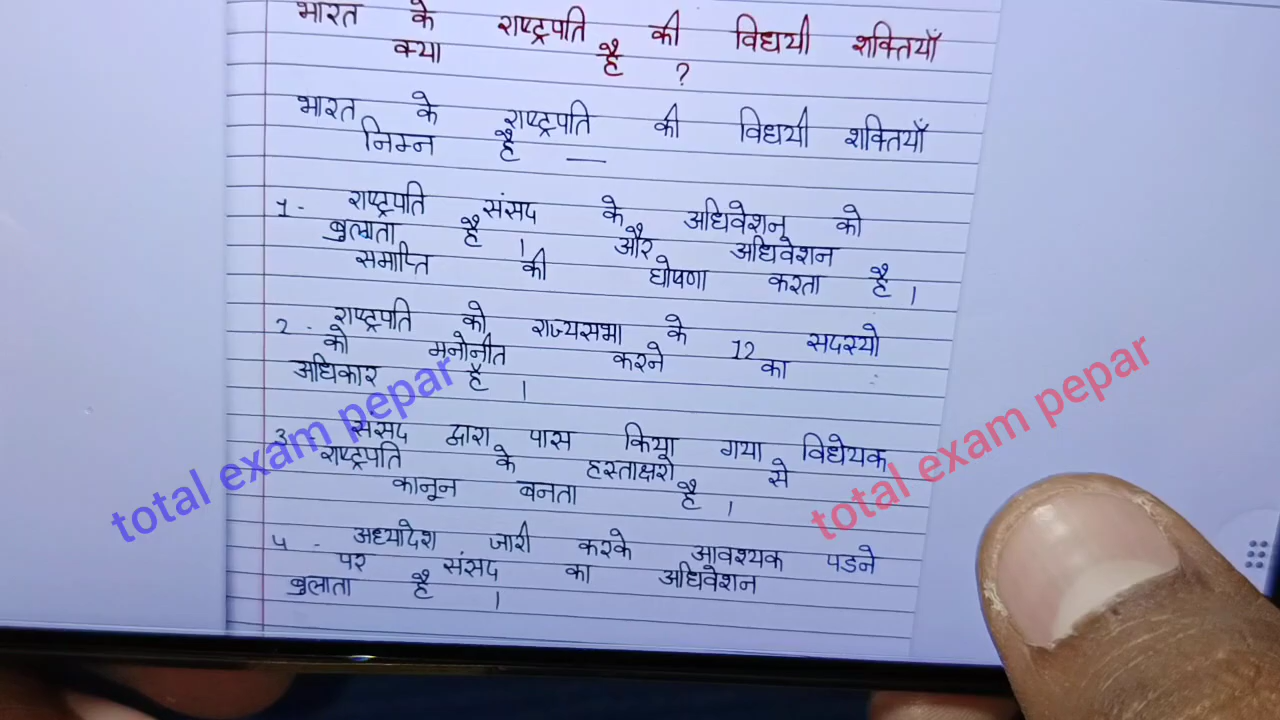 भारत के राष्ट्रपति की विधयी शक्तियाँ
क्या है ?
भारत के राष्ट्रपति की विधयी शक्तियाँ
निम्न है —
1- राष्ट्रपति संसद के अधिवेशन को
बुलाता है । और अधिवेशन
समाप्ति की घोषणा करता है ।
2- राष्ट्रपति को राज्यसभा के 12 सदस्यो
को मनोनीत करने का
अधिकार है ।
3- संसद द्वारा पास किया गया विधेयक
राष्ट्रपति के हस्ताक्षरो से
कानून बनता है ।
4- अध्यादेश जारी करके आवश्यक पडने
पर संसद का अधिवेशन
बुलाता है ।
total exam pepar
total exam pepar